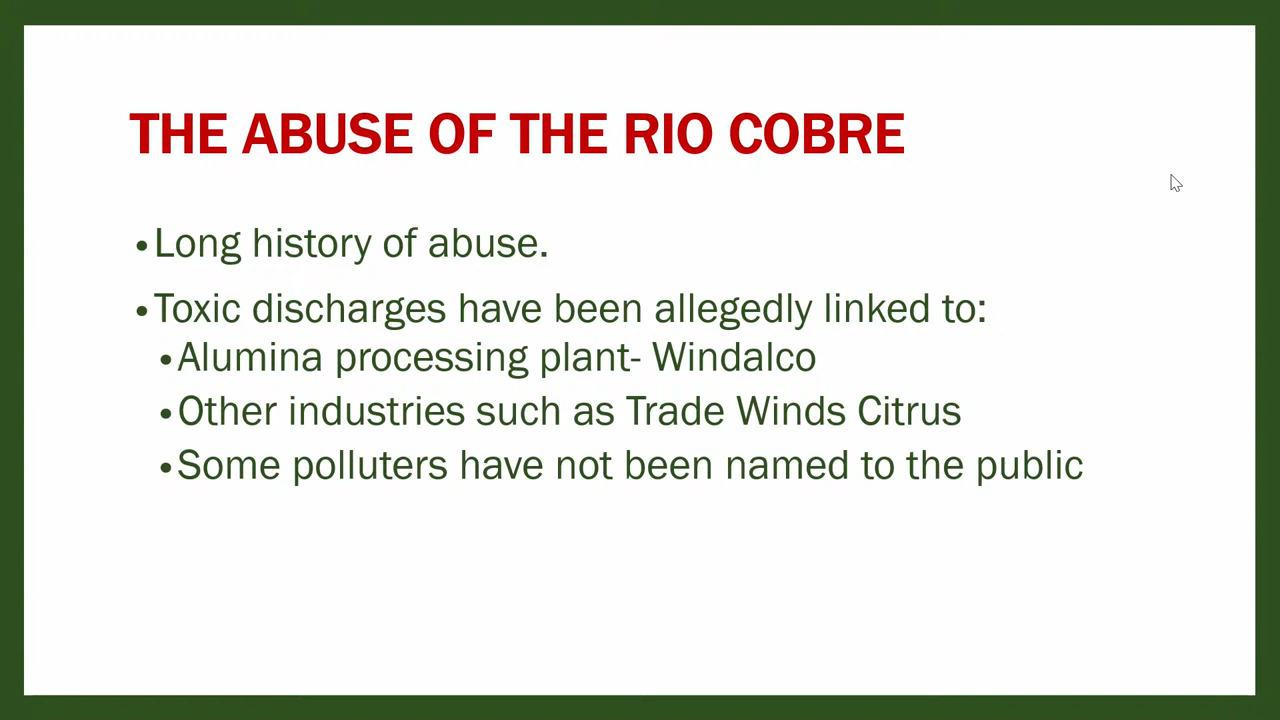 THE ABUSE OF THE RIO COBRE
•Long history of abuse.
•Toxic discharges have been allegedly linked to:
•Alumina processing plant- Windalco
•Other industries such as Trade Winds Citrus
•Some polluters have not been named to the public